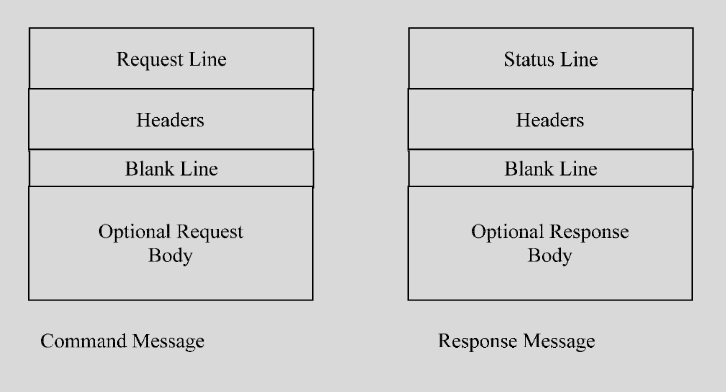 Request Line
Headers
Blank Line
Optional Request
Body
Command Message
Status Line
Headers
Blank Line
Optional Response
Body
Response Message